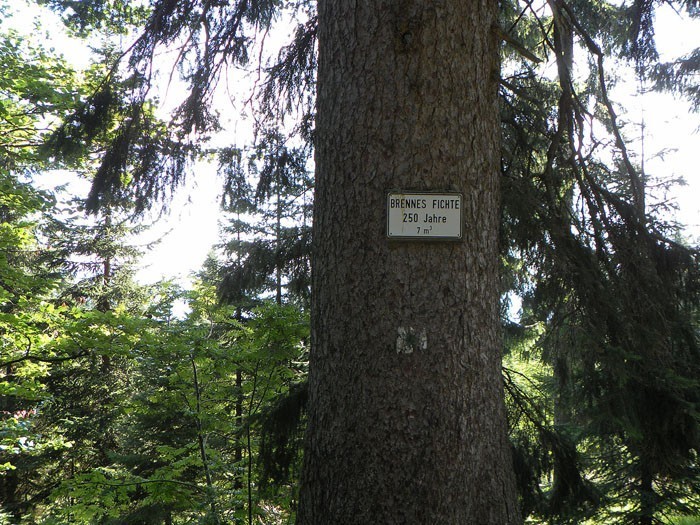 BRENNES FICHTE
250 Jahre
7 m³